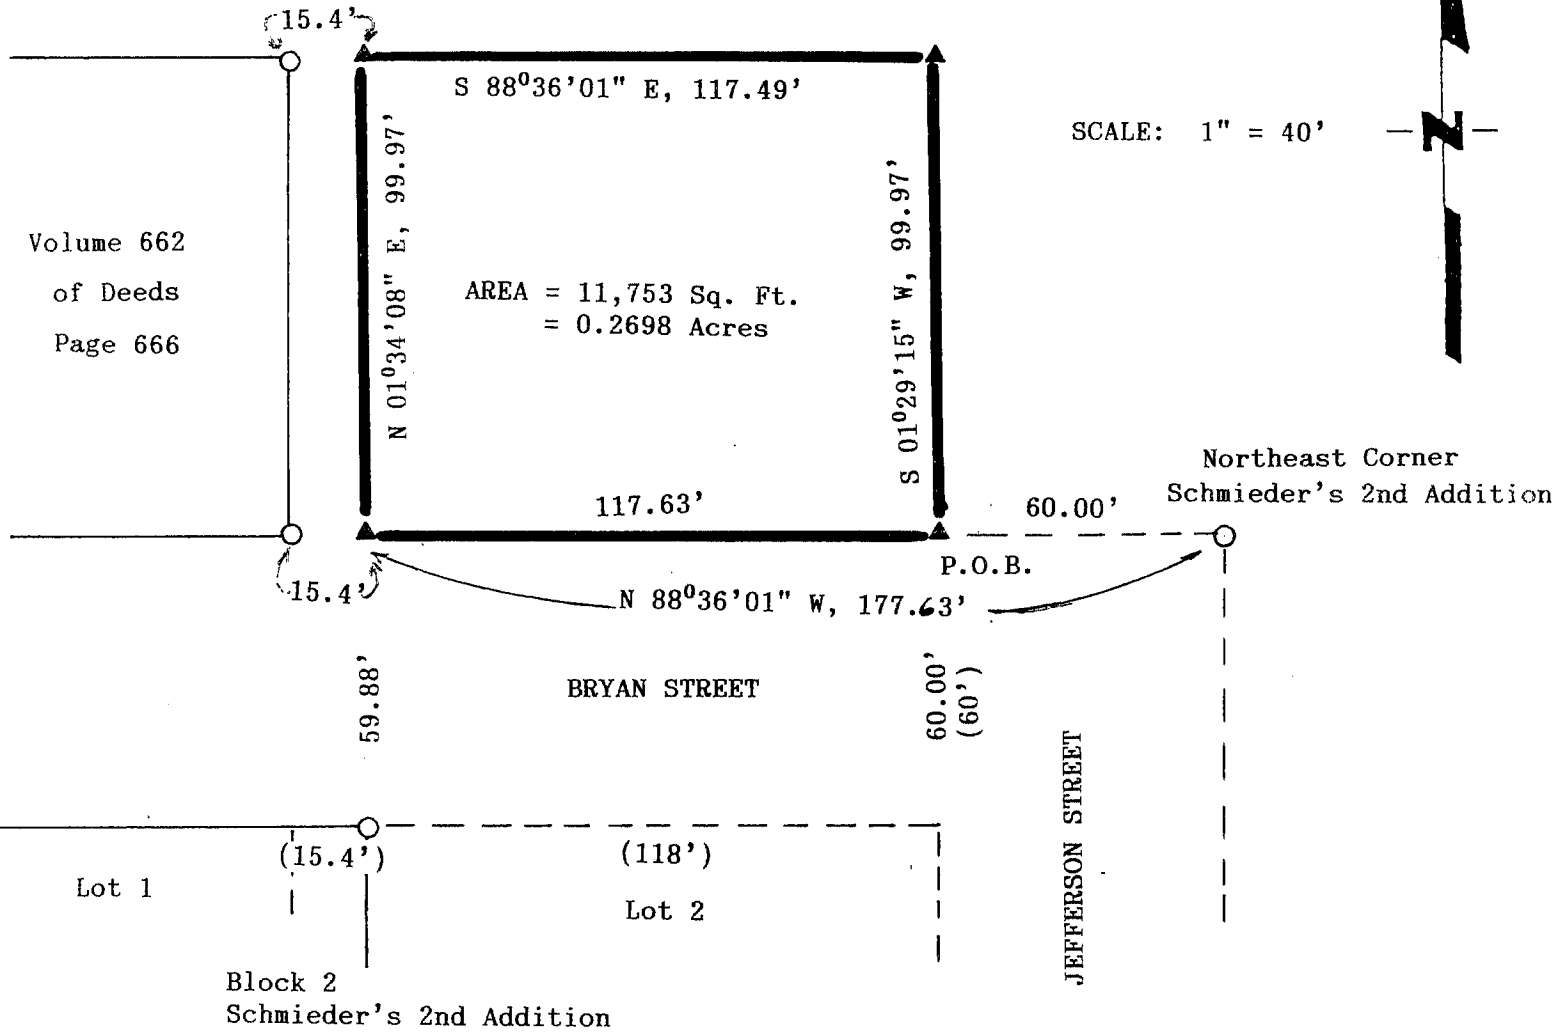 15.4'
S 88°36'01" E, 117.49'
SCALE: 1" = 40'
N
N 01°34'08" E, 99.97'
S 01°29'15" W, 99.97'
Volume 662
of Deeds
Page 666
AREA = 11,753 Sq. Ft.
= 0.2698 Acres
Northeast Corner
Schmieder's 2nd Addition
117.63'
60.00'
P.O.B.
15.4'
N 88°36'01" W, 177.63'
59.88'
BRYAN STREET
60.00'
(60')
JEFFERSON STREET
(15.4')
(118')
Lot 1
Lot 2
Block 2
Schmieder's 2nd Addition